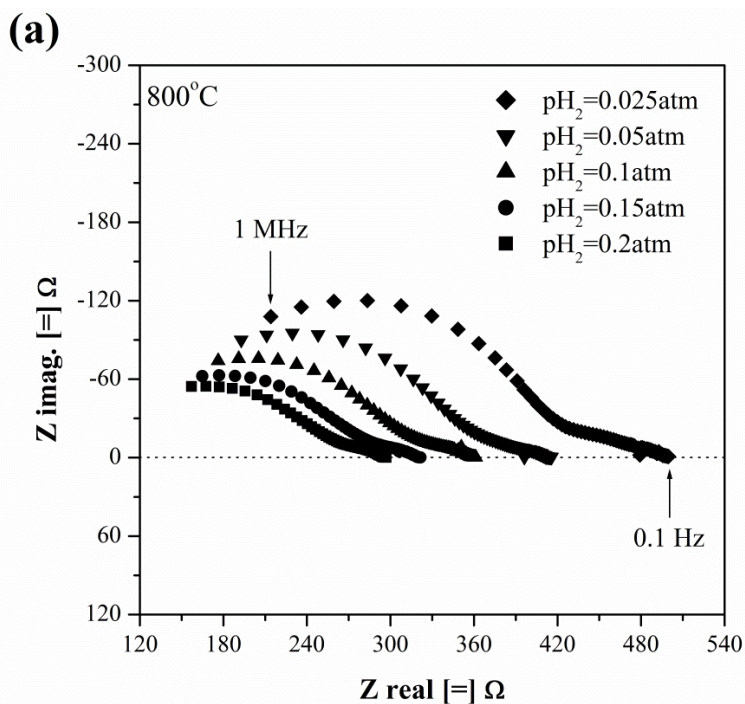 (a)
-300
-240
-180
-120
-60
0
60
120
Z imag. [=] Ω
800°C
pH₂=0.025atm
pH₂=0.05atm
pH₂=0.1atm
pH₂=0.15atm
pH₂=0.2atm
1 MHz
0.1 Hz
120 180 240 300 360 420 480 540
Z real [=] Ω